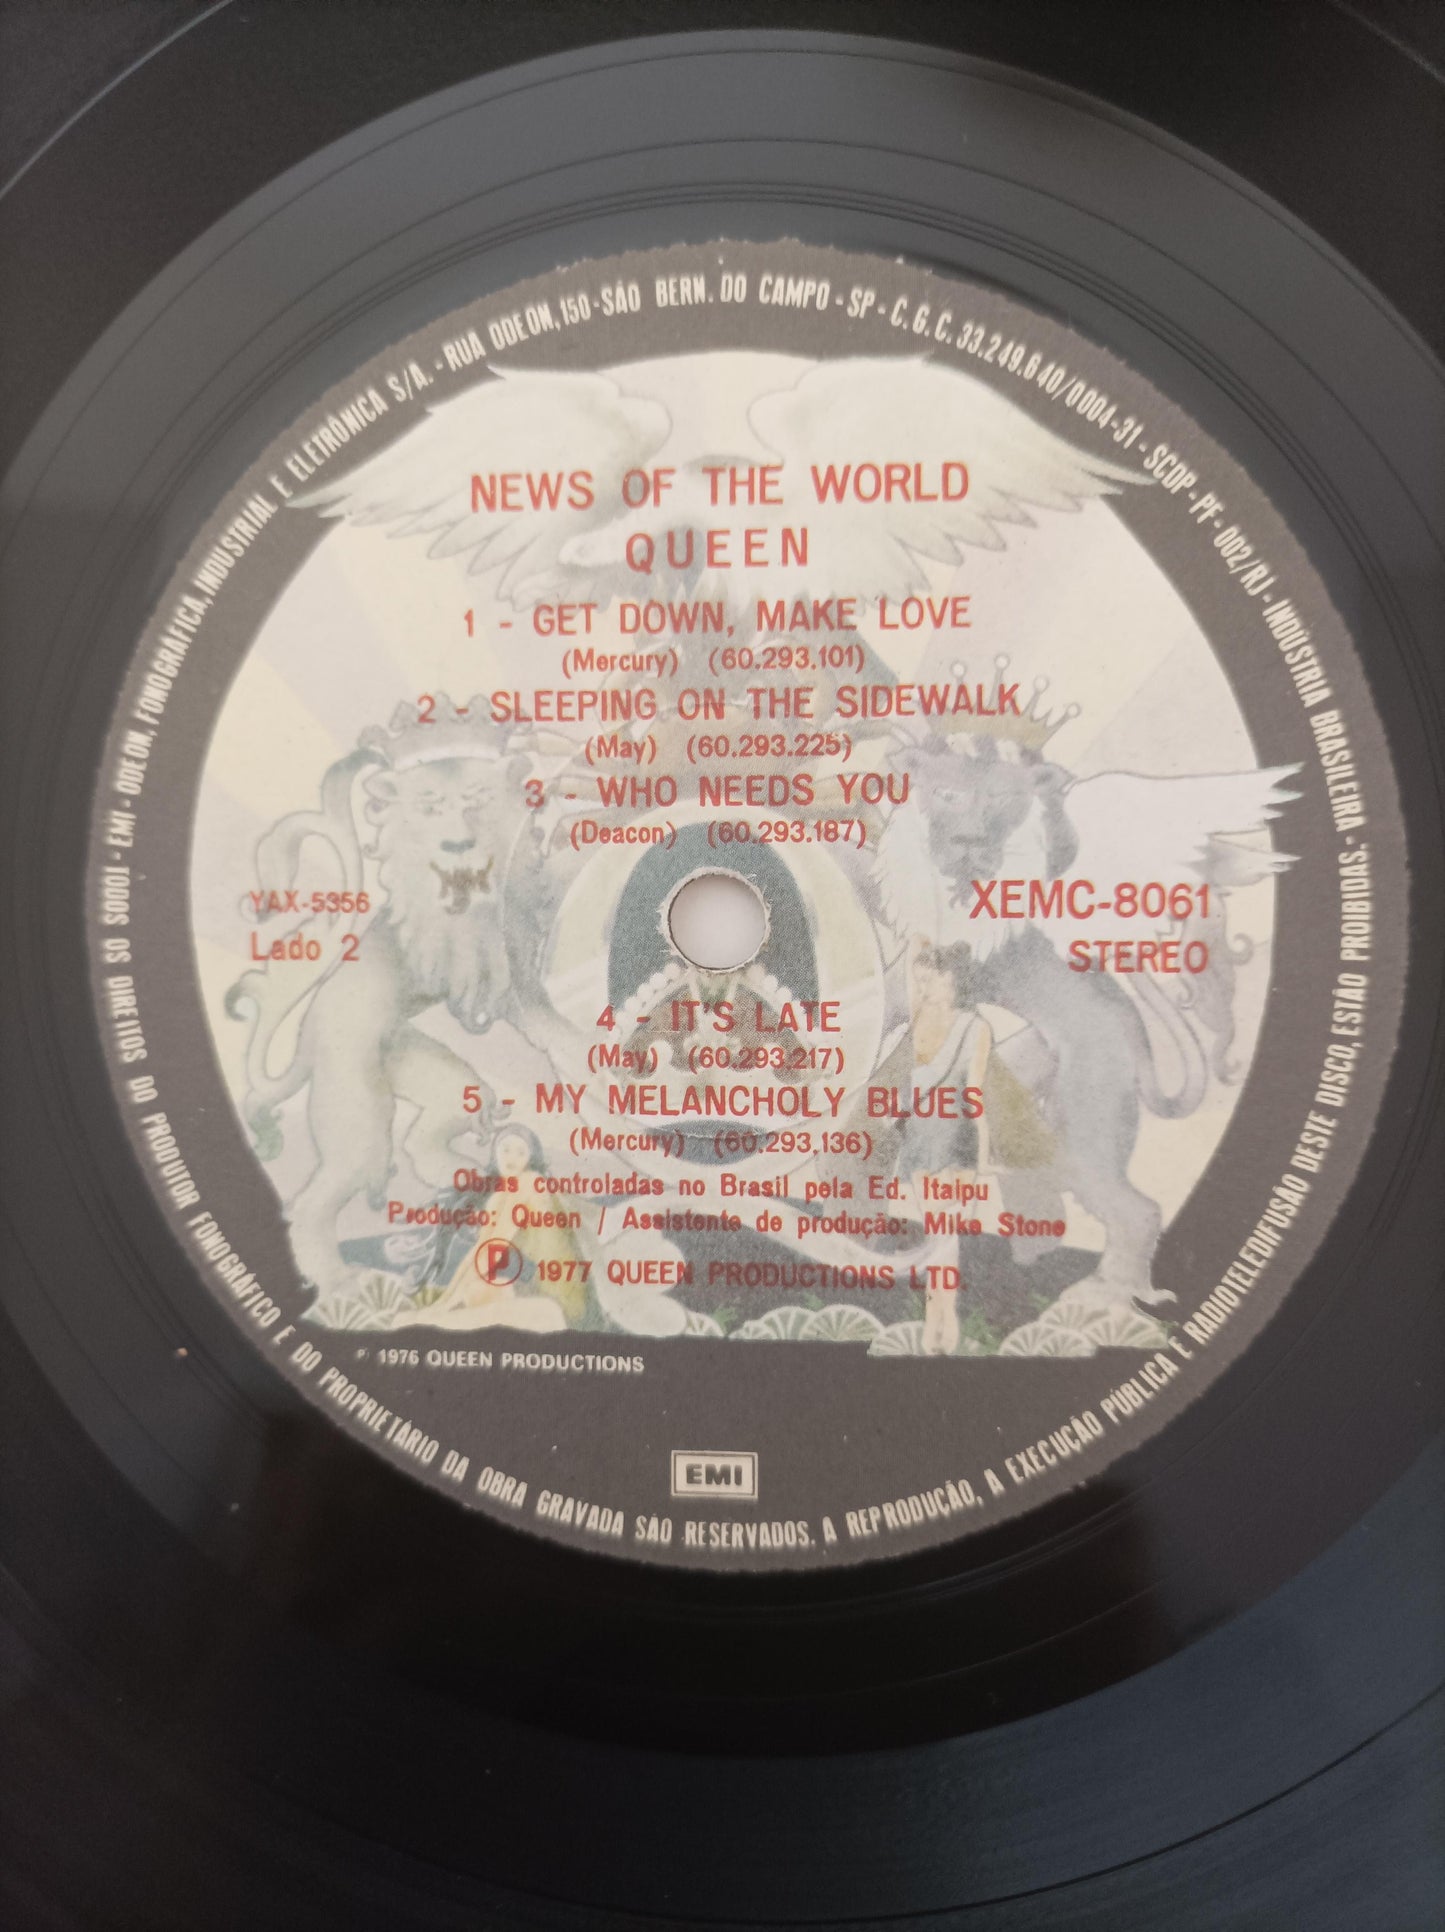 EMI - ODEON, FONOGRÁFICA, INDUSTRIAL E ELETRÔNICA S/A. - RUA ODEON, 150 - SÃO BERN. DO CAMPO - SP - C.G.C. 33.249.640/0004-31 - SCDP - PF - 002/RJ - INDÚSTRIA BRASILEIRA -
NEWS OF THE WORLD
QUEEN
1 - GET DOWN, MAKE LOVE
(Mercury) (60.293.101)
2 - SLEEPING ON THE SIDEWALK
(May) (60.293.225)
3 - WHO NEEDS YOU
(Deacon) (60.293.187)
YAX-5356
Lado 2
XEMC-8061
STEREO
4 - IT'S LATE
(May) (60.293.217)
5 - MY MELANCHOLY BLUES
(Mercury) (60.293.136)
Obras controladas no Brasil pela Ed. Itaipu
Produção: Queen / Assistente de produção: Mike Stone
Ⓟ 1977 QUEEN PRODUCTIONS LTD.
Ⓟ 1976 QUEEN PRODUCTIONS
EMI
TODOS OS DIREITOS DO PRODUTOR FONOGRÁFICO E DO PROPRIETÁRIO DA OBRA GRAVADA SÃO RESERVADOS. A REPRODUÇÃO, A EXECUÇÃO PÚBLICA E RADIOTELEDIFUSÃO DESTE DISCO, ESTÃO PROIBIDAS.